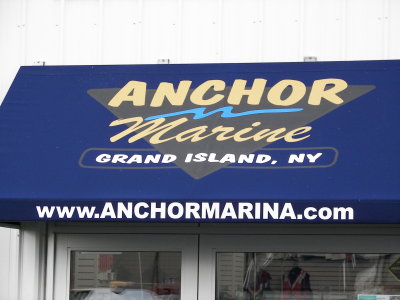 ANCHOR
Marine
GRAND ISLAND, NY
www.ANCHORMARINA.com